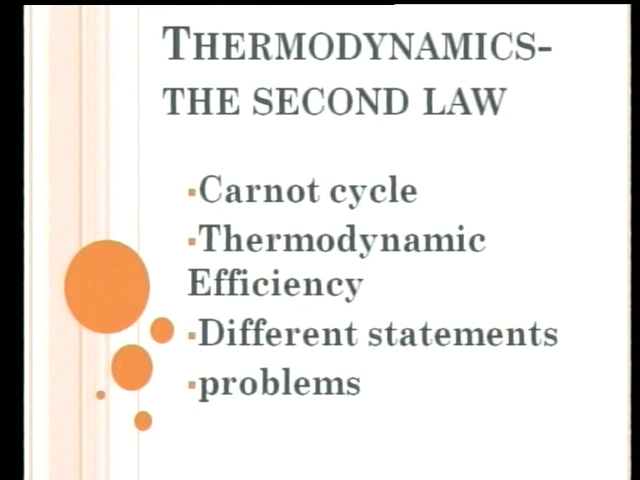 THERMODYNAMICS-
THE SECOND LAW
▪Carnot cycle
▪Thermodynamic
Efficiency
▪Different statements
▪problems